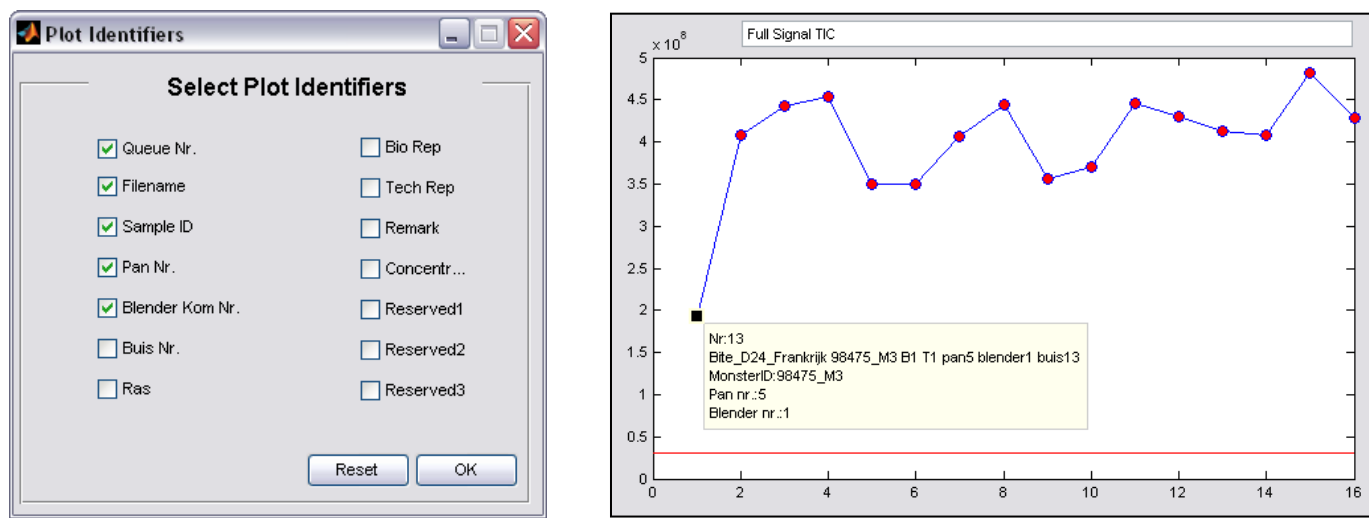 Plot Identifiers
Select Plot Identifiers
Queue Nr.
Filename
Sample ID
Pan Nr.
Blender Kom Nr.
Buis Nr.
Ras
Bio Rep
Tech Rep
Remark
Concentr...
Reserved1
Reserved2
Reserved3
Reset
OK
Full Signal TIC
x 10^8
5
4.5
4
3.5
3
2.5
2
1.5
1
0.5
0
Nr:13
Bite_D24_Frankrijk 98475_M3 B1 T1 pan5 blender1 buis13
MonsterID:98475_M3
Pan nr.:5
Blender nr.:1
0 2 4 6 8 10 12 14 16